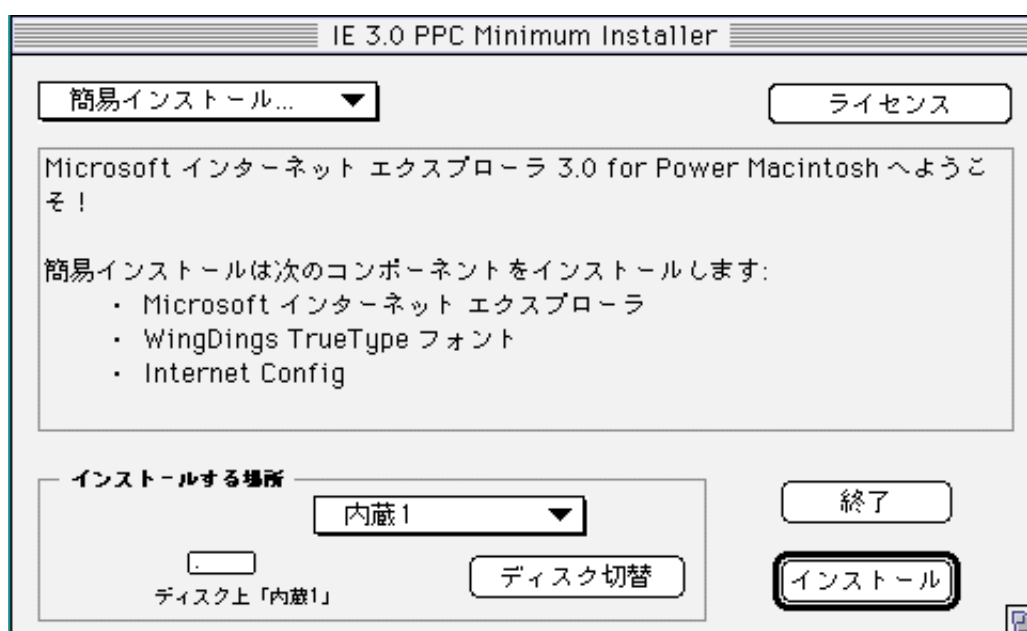 IE 3.0 PPC Minimum Installer
簡易インストール...
ライセンス
Microsoft インターネット エクスプローラ 3.0 for Power Macintosh へようこ
そ！
簡易インストールは次のコンポーネントをインストールします:
・ Microsoft インターネット エクスプローラ
・ WingDings TrueType フォント
・ Internet Config
インストールする場所
内蔵1
終了
ディスク切替
インストール
ディスク上「内蔵1」